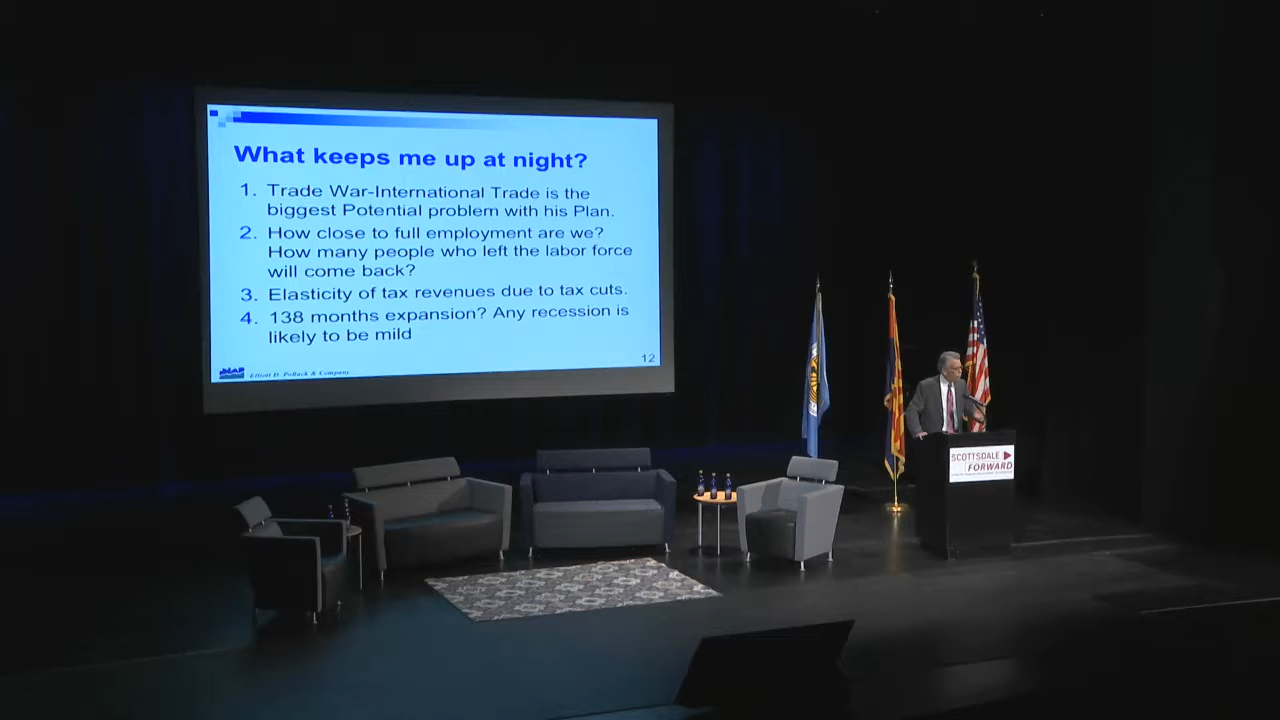 What keeps me up at night?
1. Trade War-International Trade is the
biggest Potential problem with his Plan.
2. How close to full employment are we?
How many people who left the labor force
will come back?
3. Elasticity of tax revenues due to tax cuts.
4. 138 months expansion? Any recession is
likely to be mild
12
Elliott D. Pollack & Company
SCOTTSDALE
FORWARD